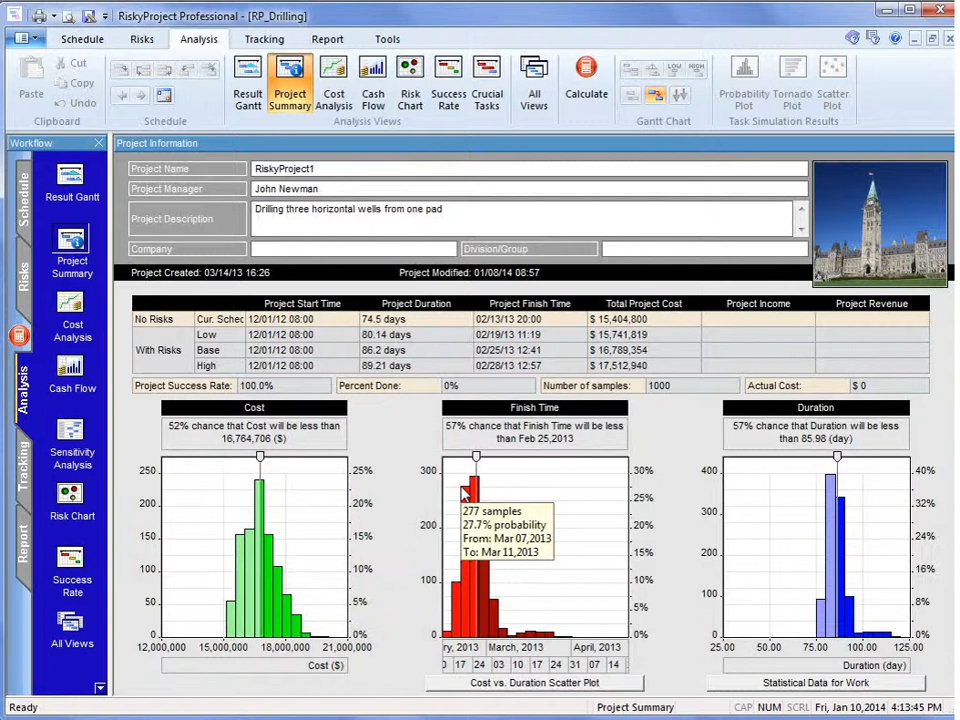 RiskyProject Professional - [RP_Drilling]
Schedule Risks Analysis Tracking Report Tools
Paste
Cut
Copy
Undo
Clipboard
Schedule
Result Gantt
Project Summary
Cost Analysis
Cash Flow
Risk Chart
Success Rate
Crucial Tasks
Analysis Views
All Views
Calculate
LOW HIGH
Gantt Chart
Probability Plot
Tornado Plot
Scatter Plot
Task Simulation Results
Workflow
Schedule
Risks
Analysis
Tracking
Report
Result Gantt
Project Summary
Cost Analysis
Cash Flow
Sensitivity Analysis
Risk Chart
Success Rate
All Views
Project Information
Project Name RiskyProject1
Project Manager John Newman
Project Description Drilling three horizontal wells from one pad
Company Division/Group
Project Created: 03/14/13 16:26 Project Modified: 01/08/14 08:57
Project Start Time Project Duration Project Finish Time Total Project Cost Project Income Project Revenue
No Risks Cur. Sched 12/01/12 08:00 74.5 days 02/13/13 20:00 $ 15,404,800
With Risks
Low 12/01/12 08:00 80.14 days 02/19/13 11:19 $ 15,741,819
Base 12/01/12 08:00 86.2 days 02/25/13 12:41 $ 16,789,354
High 12/01/12 08:00 89.21 days 02/28/13 12:57 $ 17,512,940
Project Success Rate: 100.0% Percent Done: 0% Number of samples: 1000 Actual Cost: $ 0
Cost
52% chance that Cost will be less than
16,764,706 ($)
250 25%
200 20%
150 15%
100 10%
50 5%
0 0%
12,000,000 15,000,000 18,000,000 21,000,000
Cost ($)
Finish Time
57% chance that Finish Time will be less
than Feb 25,2013
300 30%
25%
200 20%
15%
100 10%
5%
0 0%
277 samples
27.7% probability
From: Mar 07,2013
To: Mar 11,2013
ry, 2013 March, 2013 April, 2013
0 17 24 03 10 17 24 31 07 14
Cost vs. Duration Scatter Plot
Duration
57% chance that Duration will be less
than 85.98 (day)
400 40%
32%
300
24%
200
16%
100 8%
0 0%
25.00 50.00 75.00 100.00 125.00
Duration (day)
Statistical Data for Work
Ready Project Summary CAP NUM SCRL Fri, Jan 10,2014 4:13:45 PM